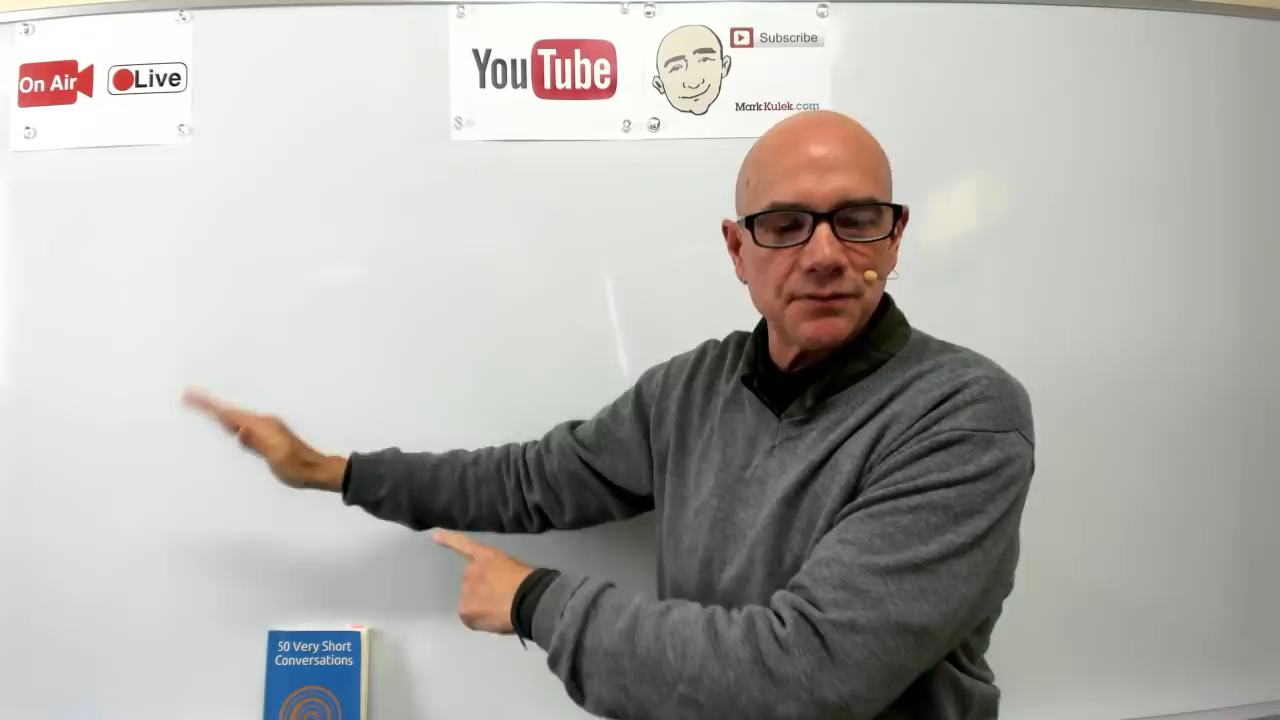 On Air
Live
YouTube
Subscribe
MarkKulek.com
50 Very Short
Conversations